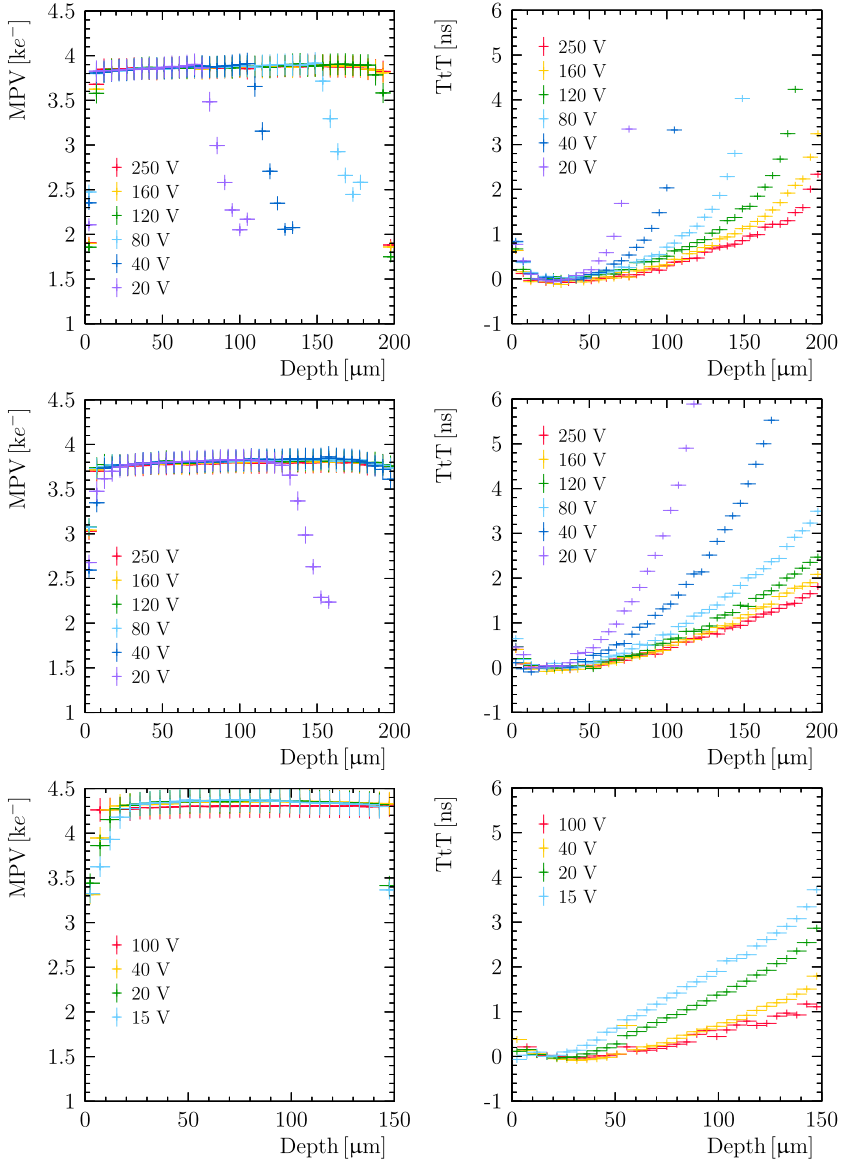 MPV [ke⁻]
4.5
4
3.5
3
2.5
2
1.5
1
250 V
160 V
120 V
80 V
40 V
20 V
0 50 100 150 200
Depth [μm]
TtT [ns]
6
5
4
3
2
1
0
-1
250 V
160 V
120 V
80 V
40 V
20 V
0 50 100 150 200
Depth [μm]
MPV [ke⁻]
4.5
4
3.5
3
2.5
2
1.5
1
250 V
160 V
120 V
80 V
40 V
20 V
0 50 100 150 200
Depth [μm]
TtT [ns]
6
5
4
3
2
1
0
-1
250 V
160 V
120 V
80 V
40 V
20 V
0 50 100 150 200
Depth [μm]
MPV [ke⁻]
4.5
4
3.5
3
2.5
2
1.5
1
100 V
40 V
20 V
15 V
0 50 100 150
Depth [μm]
TtT [ns]
6
5
4
3
2
1
0
-1
100 V
40 V
20 V
15 V
0 50 100 150
Depth [μm]